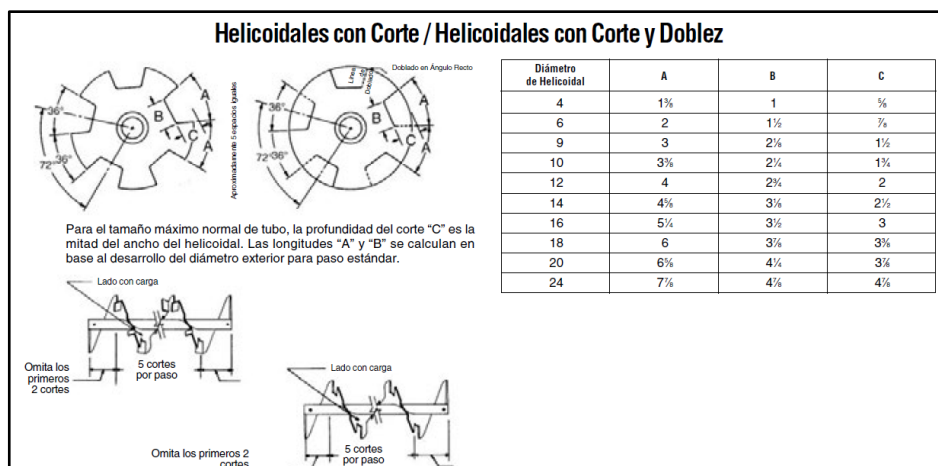 Helicoidales con Corte / Helicoidales con Corte y Doblez
36°
36°
72°
A
B
C
A
Aproximadamente 5 espacios iguales
Doblado en Ángulo Recto
Línea
de
Doblado
36°
36°
72°
A
B
C
A
Para el tamaño máximo normal de tubo, la profundidad del corte “C” es la
mitad del ancho del helicoidal. Las longitudes “A” y “B” se calculan en
base al desarrollo del diámetro exterior para paso estándar.
Lado con carga
Omita los
primeros
2 cortes
5 cortes
por paso
Lado con carga
Omita los primeros 2
cortes
5 cortes
por paso
Diámetro
de Helicoidal A B C
4 1⅜ 1 ⅝
6 2 1½ ⅞
9 3 2⅛ 1½
10 3⅜ 2¼ 1¾
12 4 2¾ 2
14 4⅝ 3⅛ 2½
16 5¼ 3½ 3
18 6 3⅞ 3⅜
20 6⅝ 4¼ 3⅞
24 7⅞ 4⅞ 4⅞